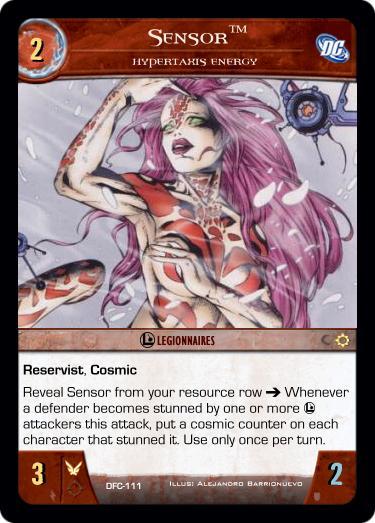 2
SENSOR™
HYPERTAXIS ENERGY
DC
L LEGIONNAIRES
C
Reservist, Cosmic
Reveal Sensor from your resource row ➔ Whenever
a defender becomes stunned by one or more L
attackers this attack, put a cosmic counter on each
character that stunned it. Use only once per turn.
3
DFC-111
ILLUS: ALEJANDRO BARRIONUEVO
2